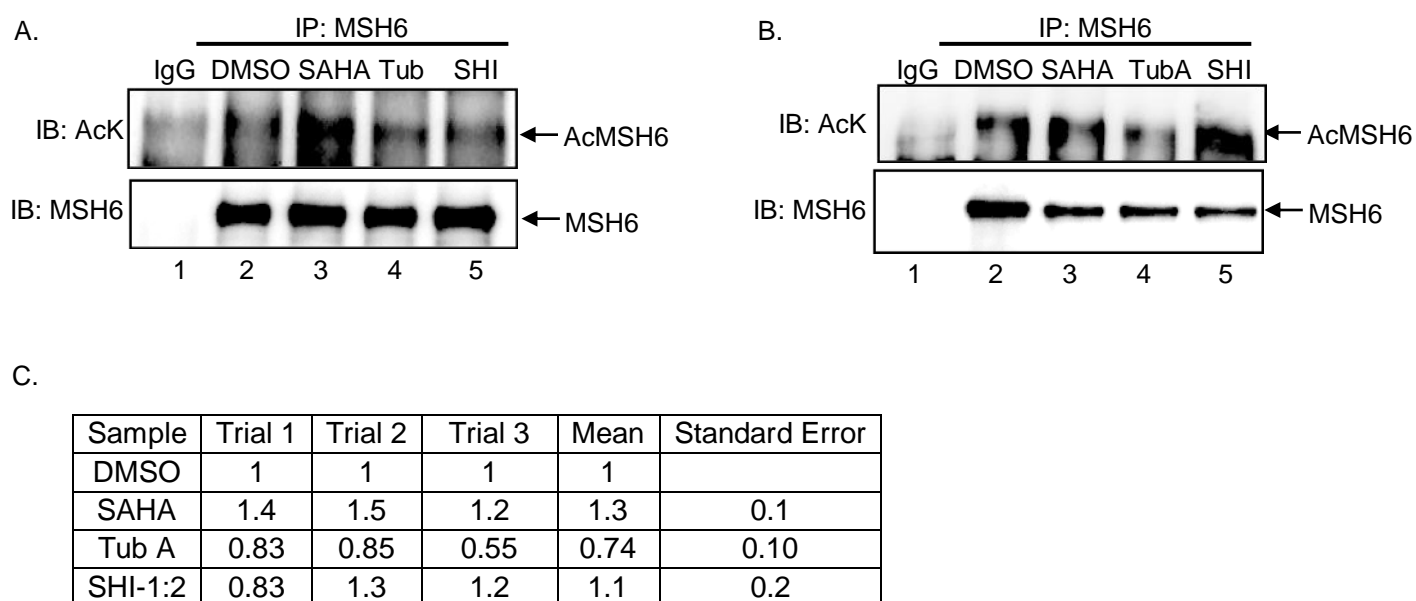 A.
IP: MSH6
IgG DMSO SAHA Tub SHI
IB: AcK
AcMSH6
IB: MSH6
MSH6
1 2 3 4 5
B.
IP: MSH6
IgG DMSO SAHA TubA SHI
IB: AcK
AcMSH6
IB: MSH6
MSH6
1 2 3 4 5
C.
Sample Trial 1 Trial 2 Trial 3 Mean Standard Error
DMSO 1 1 1 1
SAHA 1.4 1.5 1.2 1.3 0.1
Tub A 0.83 0.85 0.55 0.74 0.10
SHI-1:2 0.83 1.3 1.2 1.1 0.2